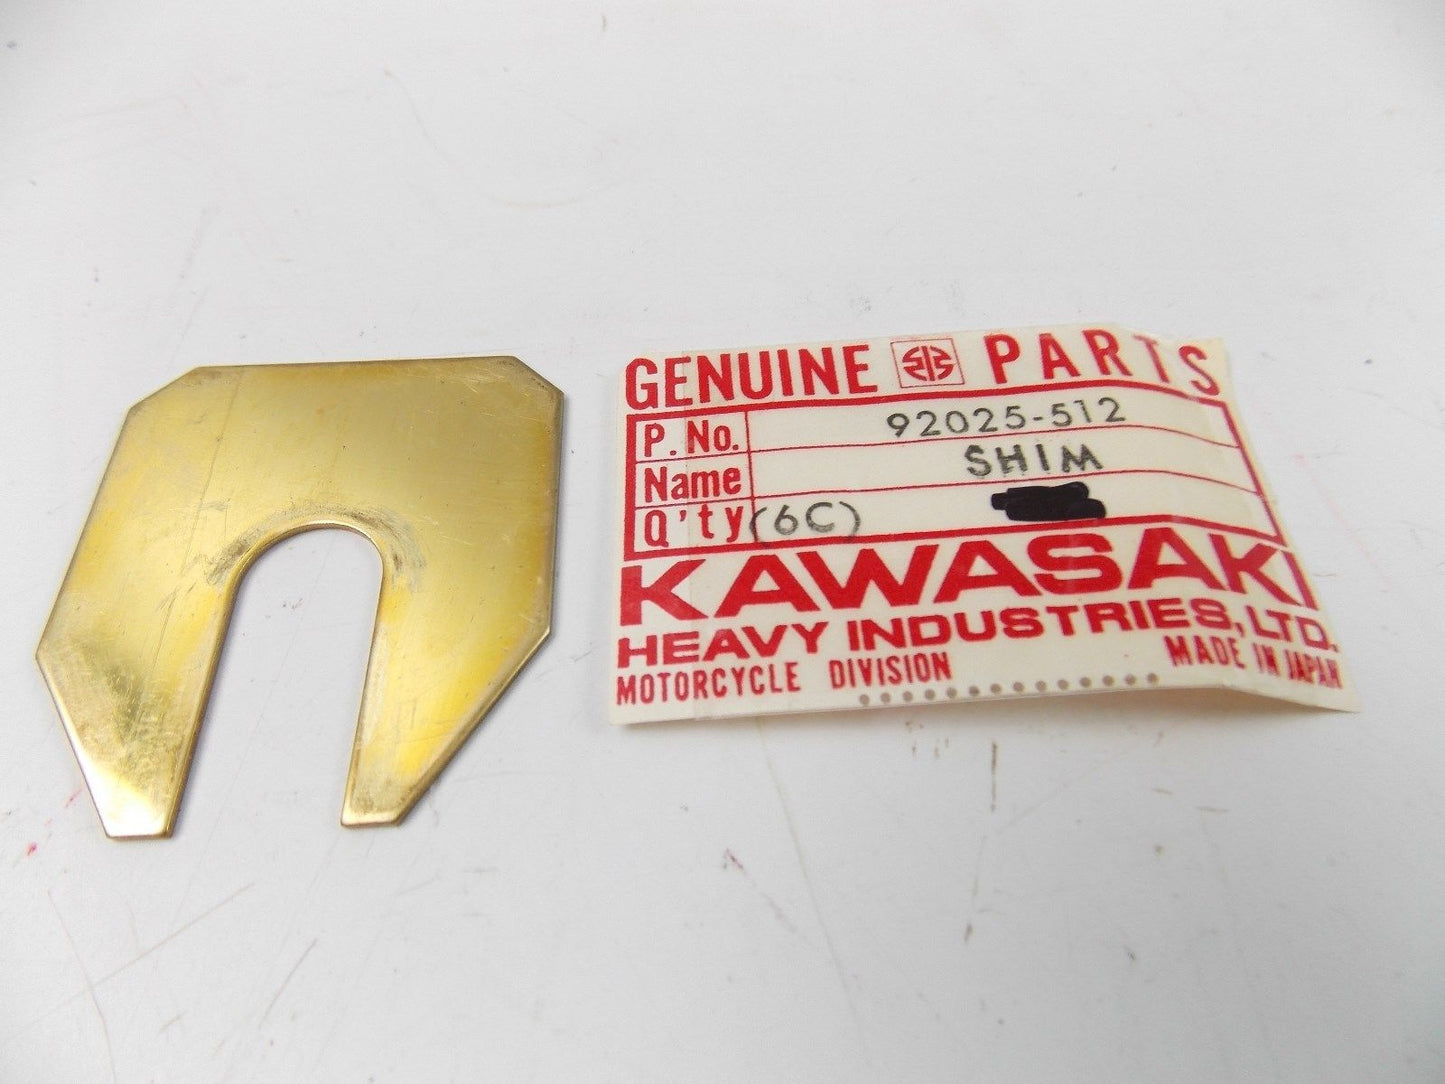 GENUINE PARTS
P. No. 92025-512
Name SHIM
Q'ty (6C)
KAWASAKI
HEAVY INDUSTRIES, LTD.
MOTORCYCLE DIVISION MADE IN JAPAN